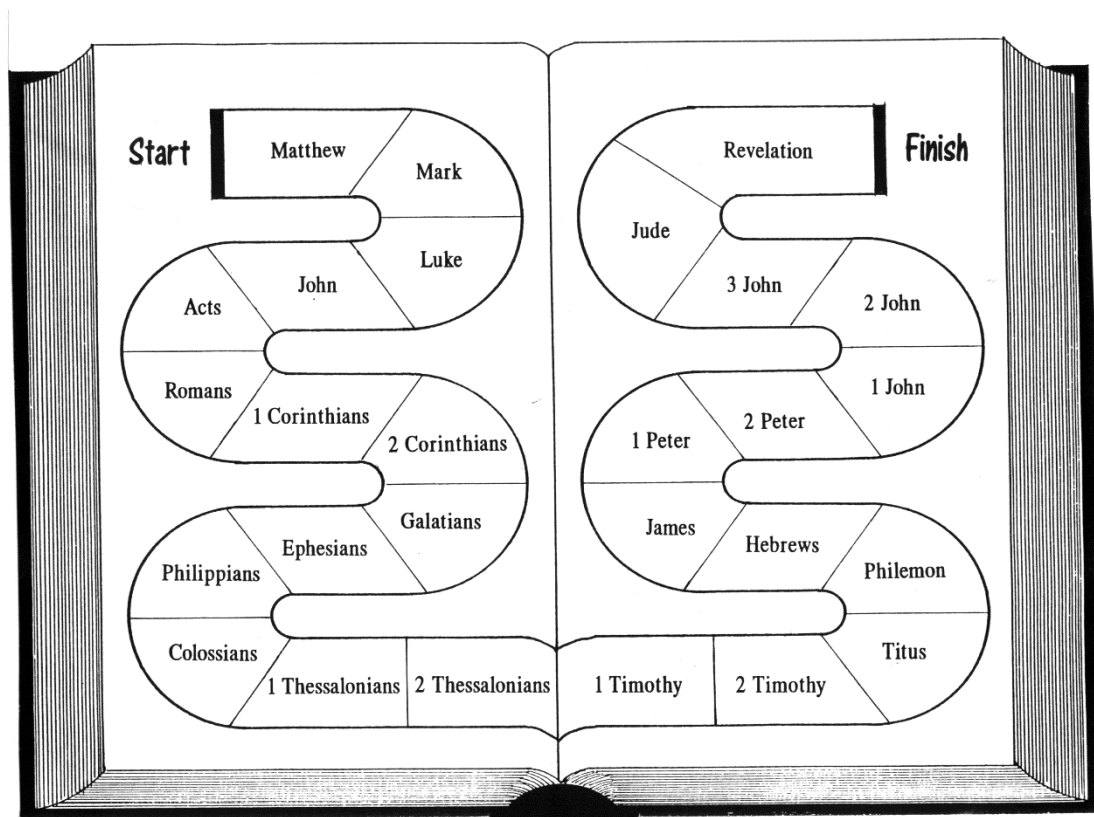 Start
Matthew
Mark
Luke
John
Acts
Romans
1 Corinthians
2 Corinthians
Galatians
Ephesians
Philippians
Colossians
1 Thessalonians
2 Thessalonians
1 Timothy
2 Timothy
Titus
Philemon
Hebrews
James
1 Peter
2 Peter
1 John
2 John
3 John
Jude
Revelation
Finish